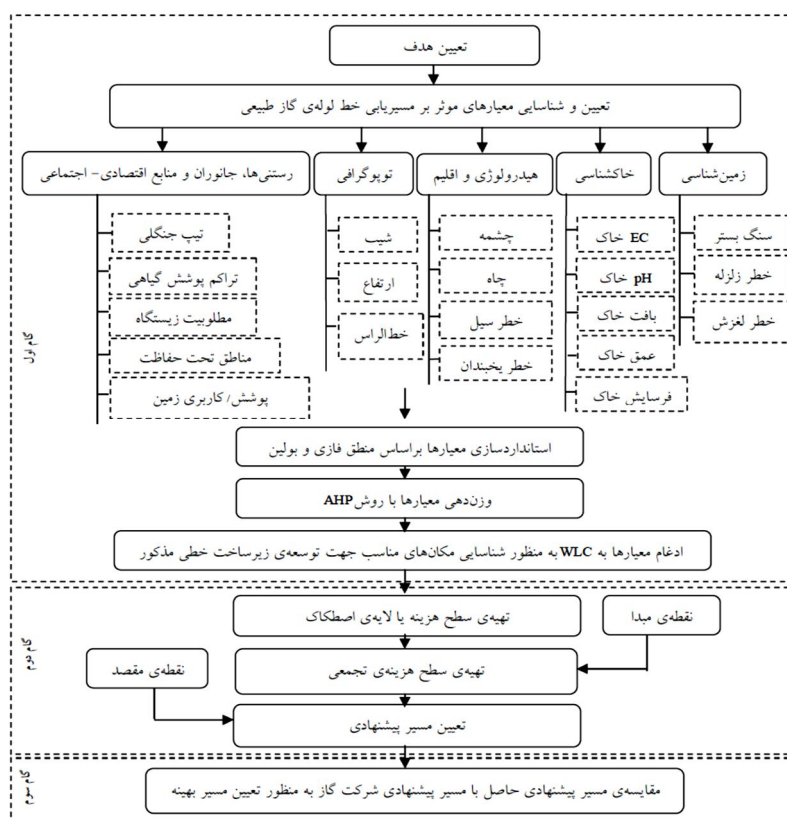 تعیین هدف
تعیین و شناسایی معیارهای موثر بر مسیریابی خط لوله‌ی گاز طبیعی
زمین‌شناسی
خاکشناسی
هیدرولوژی و اقلیم
توپوگرافی
رستنی‌ها، جانوران و منابع اقتصادی- اجتماعی
سنگ بستر
خطر زلزله
خطر لغزش
EC خاک
pH خاک
بافت خاک
عمق خاک
فرسایش خاک
چشمه
چاه
خطر سیل
خطر یخبندان
شیب
ارتفاع
خط‌الراس
تیپ جنگلی
تراکم پوشش گیاهی
مطلوبیت زیستگاه
مناطق تحت حفاظت
پوشش/ کاربری زمین
گام اول
استانداردسازی معیارها براساس منطق فازی و بولین
وزن‌دهی معیارها با روش AHP
ادغام معیارها به WLC به منظور شناسایی مکان‌های مناسب جهت توسعه‌ی زیرساخت خطی مذکور
تهیه‌ی سطح هزینه یا لایه‌ی اصطکاک
نقطه‌ی مبدا
تهیه‌ی سطح هزینه‌ی تجمعی
نقطه‌ی مقصد
تعیین مسیر پیشنهادی
گام دوم
مقایسه‌ی مسیر پیشنهادی حاصل با مسیر پیشنهادی شرکت گاز به منظور تعیین مسیر بهینه
گام سوم